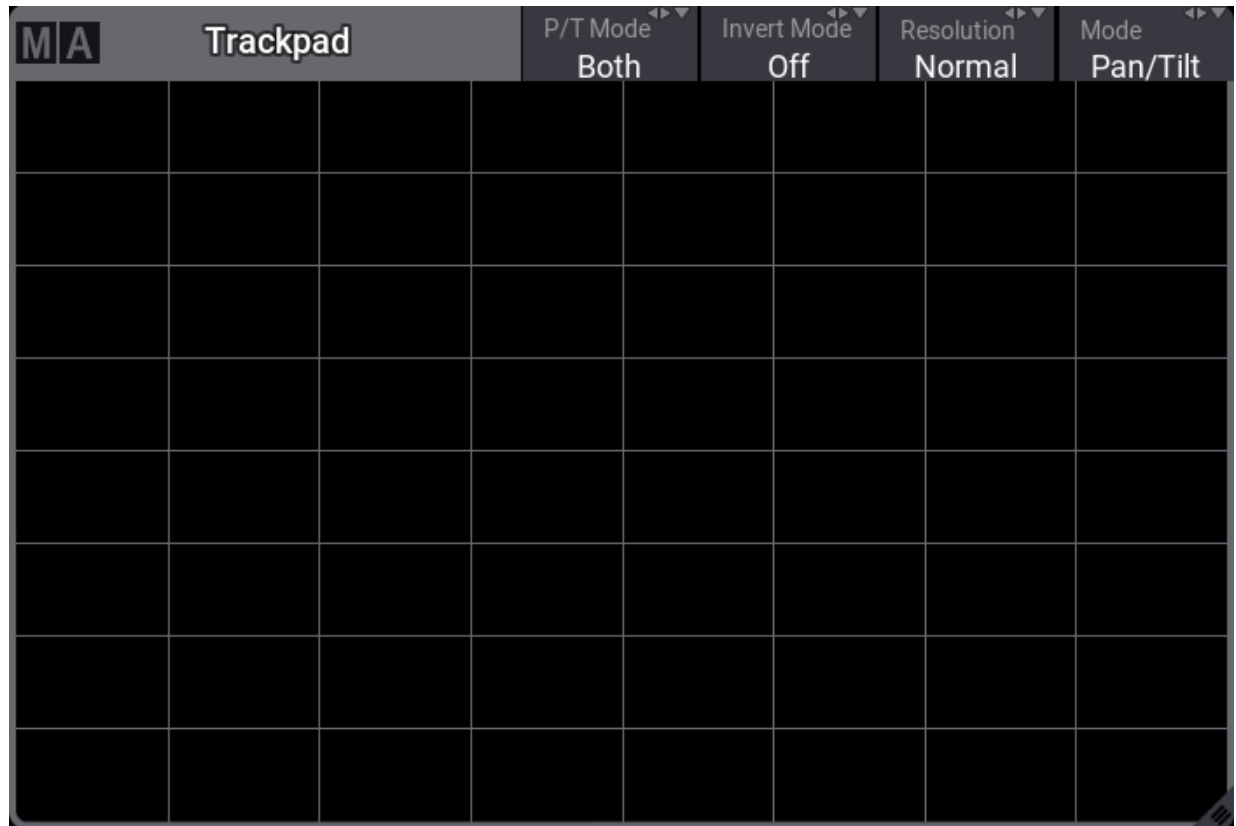 MA Trackpad
P/T Mode Invert Mode Resolution Mode
Both Off Normal Pan/Tilt